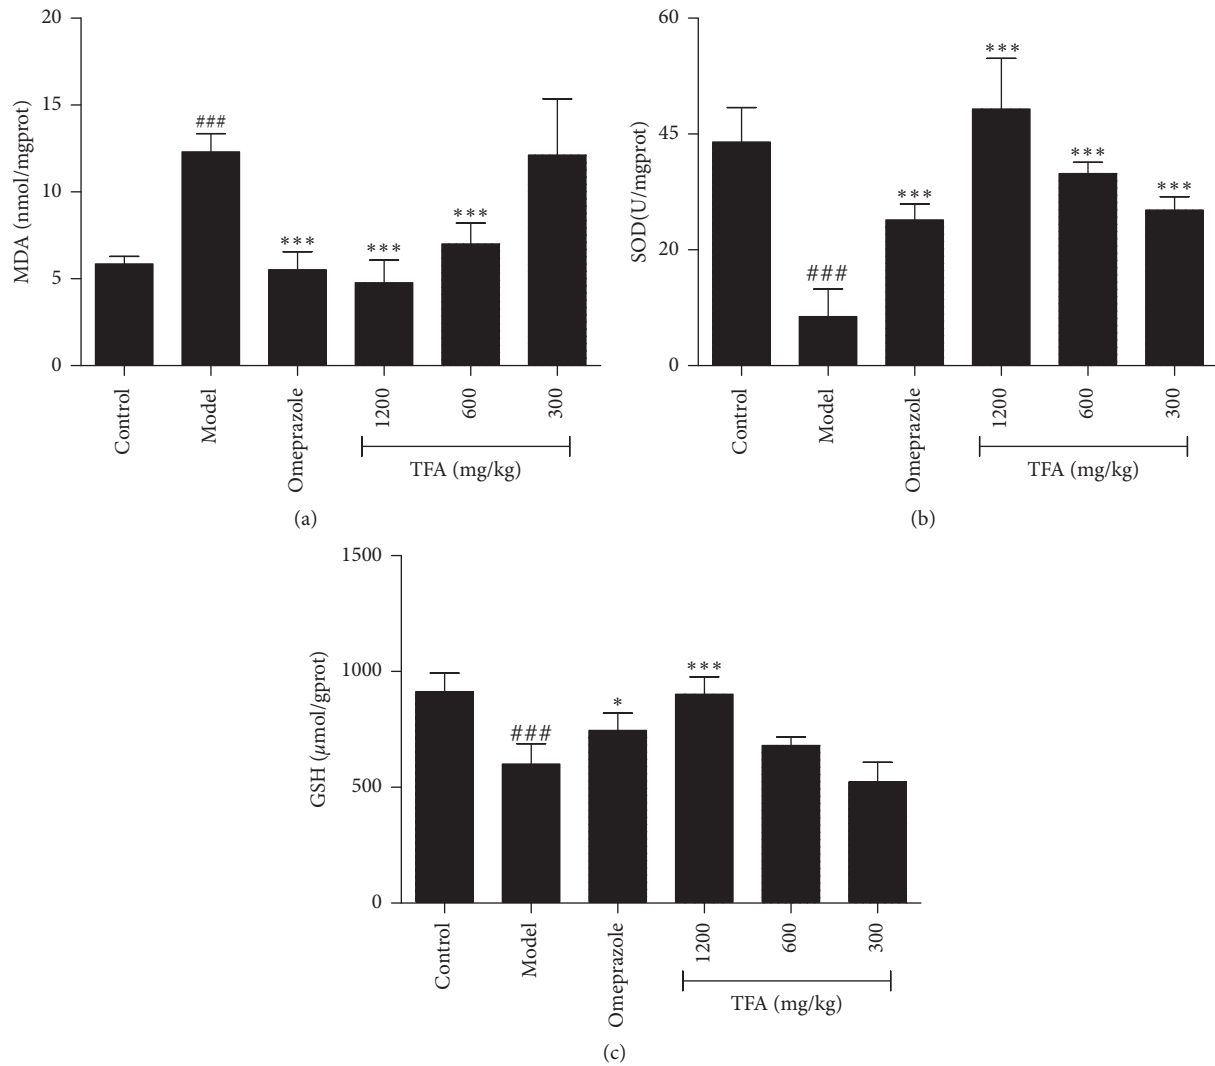 MDA (nmol/mgprot)
20
15
10
5
0
###
***
***
***
Control
Model
Omeprazole
1200
600
300
TFA (mg/kg)
(a)
SOD(U/mgprot)
60
45
20
0
###
***
***
***
***
Control
Model
Omeprazole
1200
600
300
TFA (mg/kg)
(b)
GSH (μmol/gprot)
1500
1000
500
0
###
*
***
Control
Model
Omeprazole
1200
600
300
TFA (mg/kg)
(c)